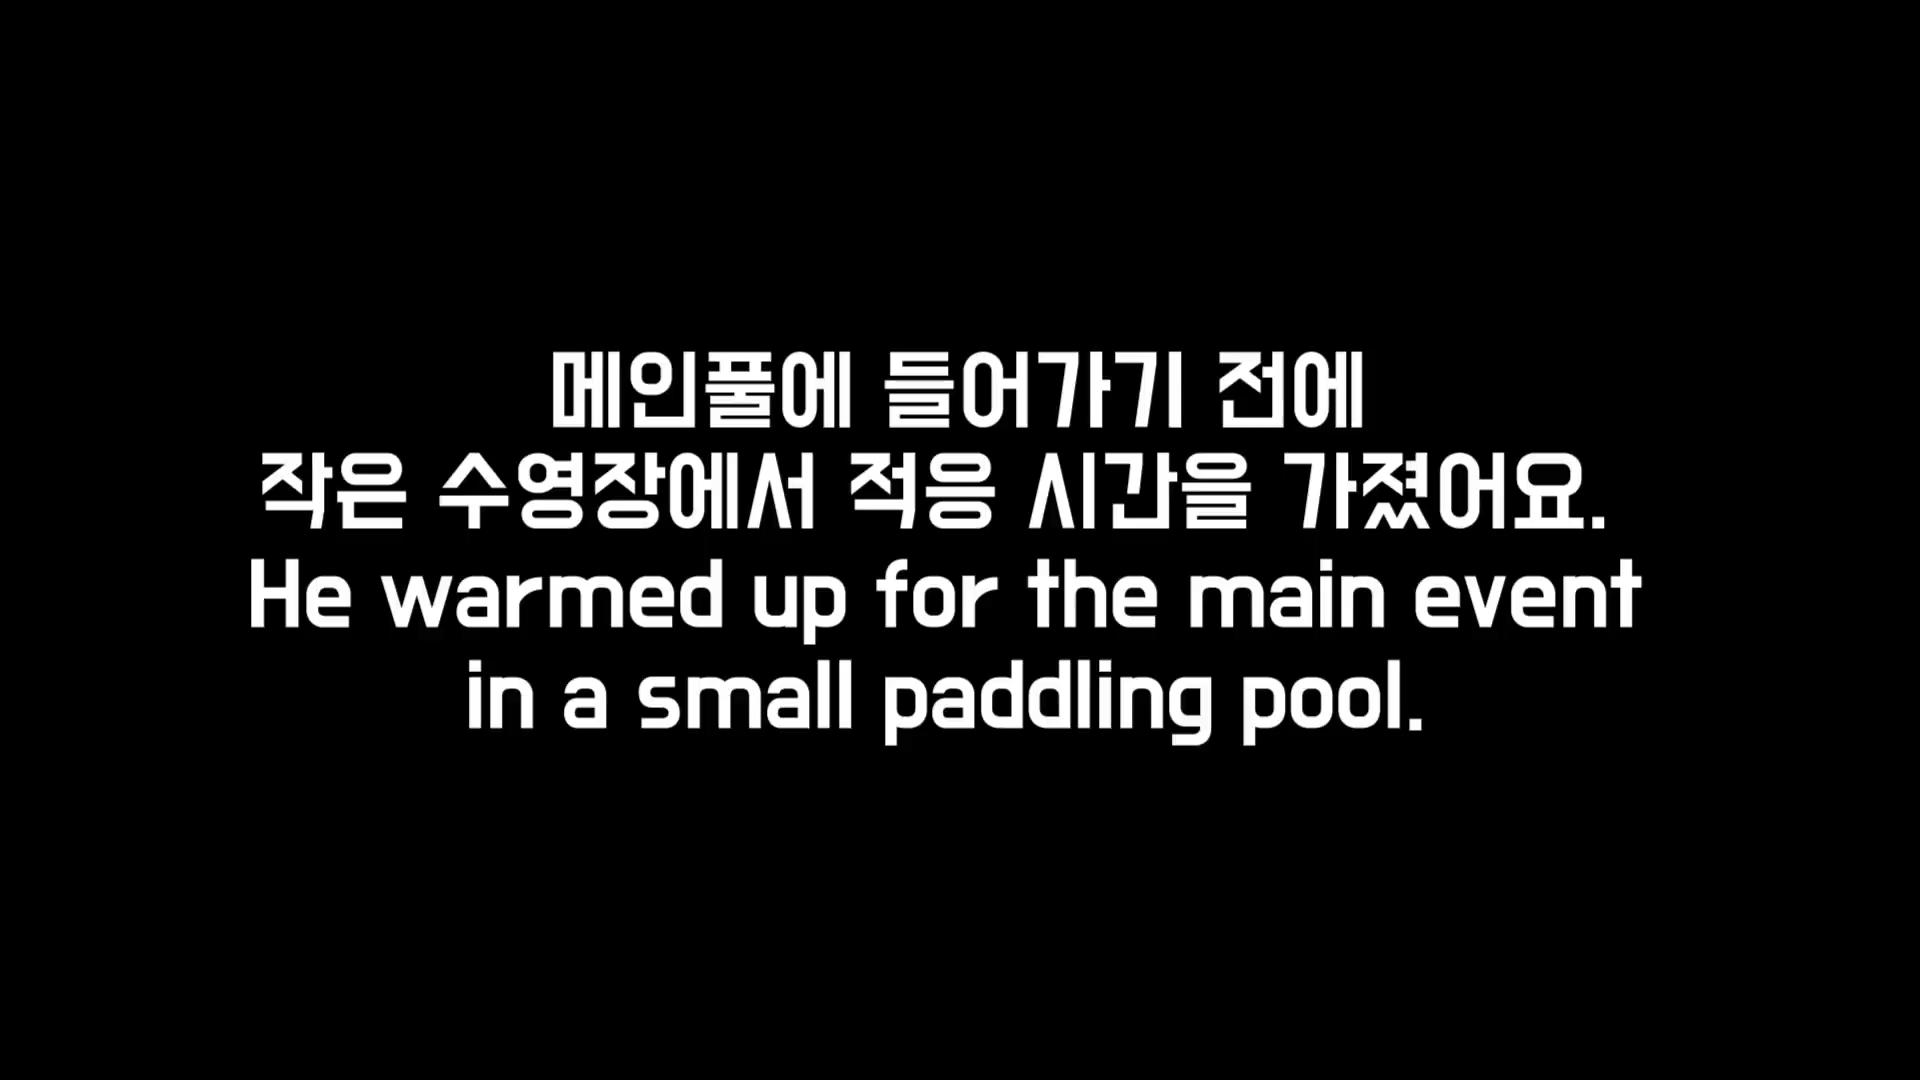 메인풀에 들어가기 전에
작은 수영장에서 적응 시간을 가졌어요.
He warmed up for the main event
in a small paddling pool.